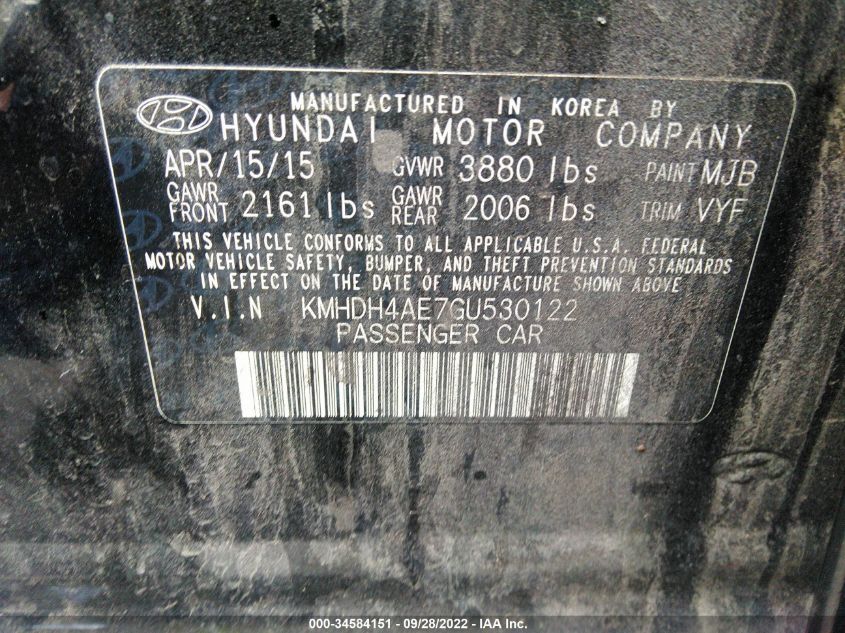 MANUFACTURED IN KOREA BY
HYUNDAI MOTOR COMPANY
APR/15/15 GVWR 3880 lbs PAINT MJB
GAWR FRONT 2161 lbs GAWR REAR 2006 lbs TRIM VYF
THIS VEHICLE CONFORMS TO ALL APPLICABLE U.S.A. FEDERAL
MOTOR VEHICLE SAFETY, BUMPER, AND THEFT PREVENTION STANDARDS
IN EFFECT ON THE DATE OF MANUFACTURE SHOWN ABOVE
V.I.N KMHDH4AE7GU530122
PASSENGER CAR
000-34584151 - 09/28/2022 - IAA Inc.